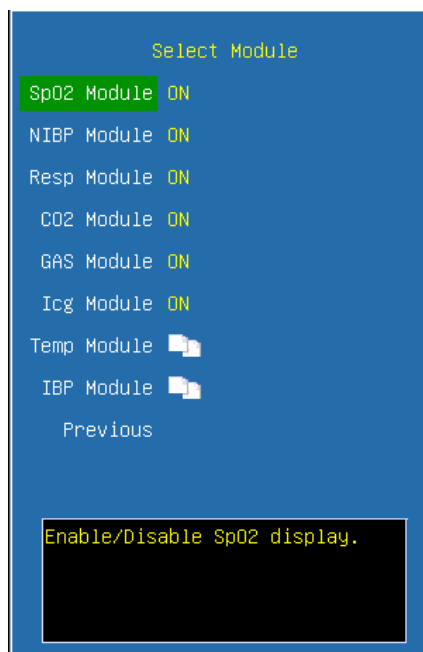 Select Module
SpO2 Module ON
NIBP Module ON
Resp Module ON
CO2 Module ON
GAS Module ON
Icg Module ON
Temp Module
IBP Module
Previous
Enable/Disable SpO2 display.